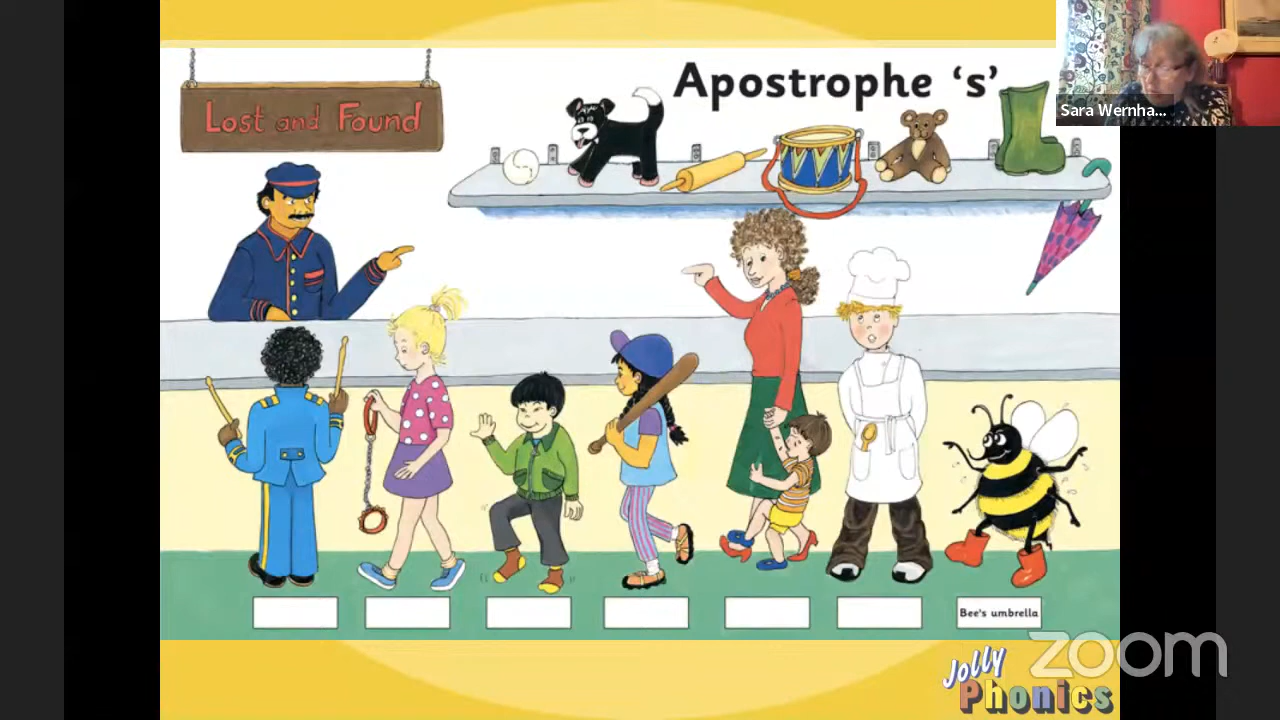 Apostrophe ‘s’
Sara Wernha...
Lost and Found
Bee's umbrella
zoom
Jolly
Phonics